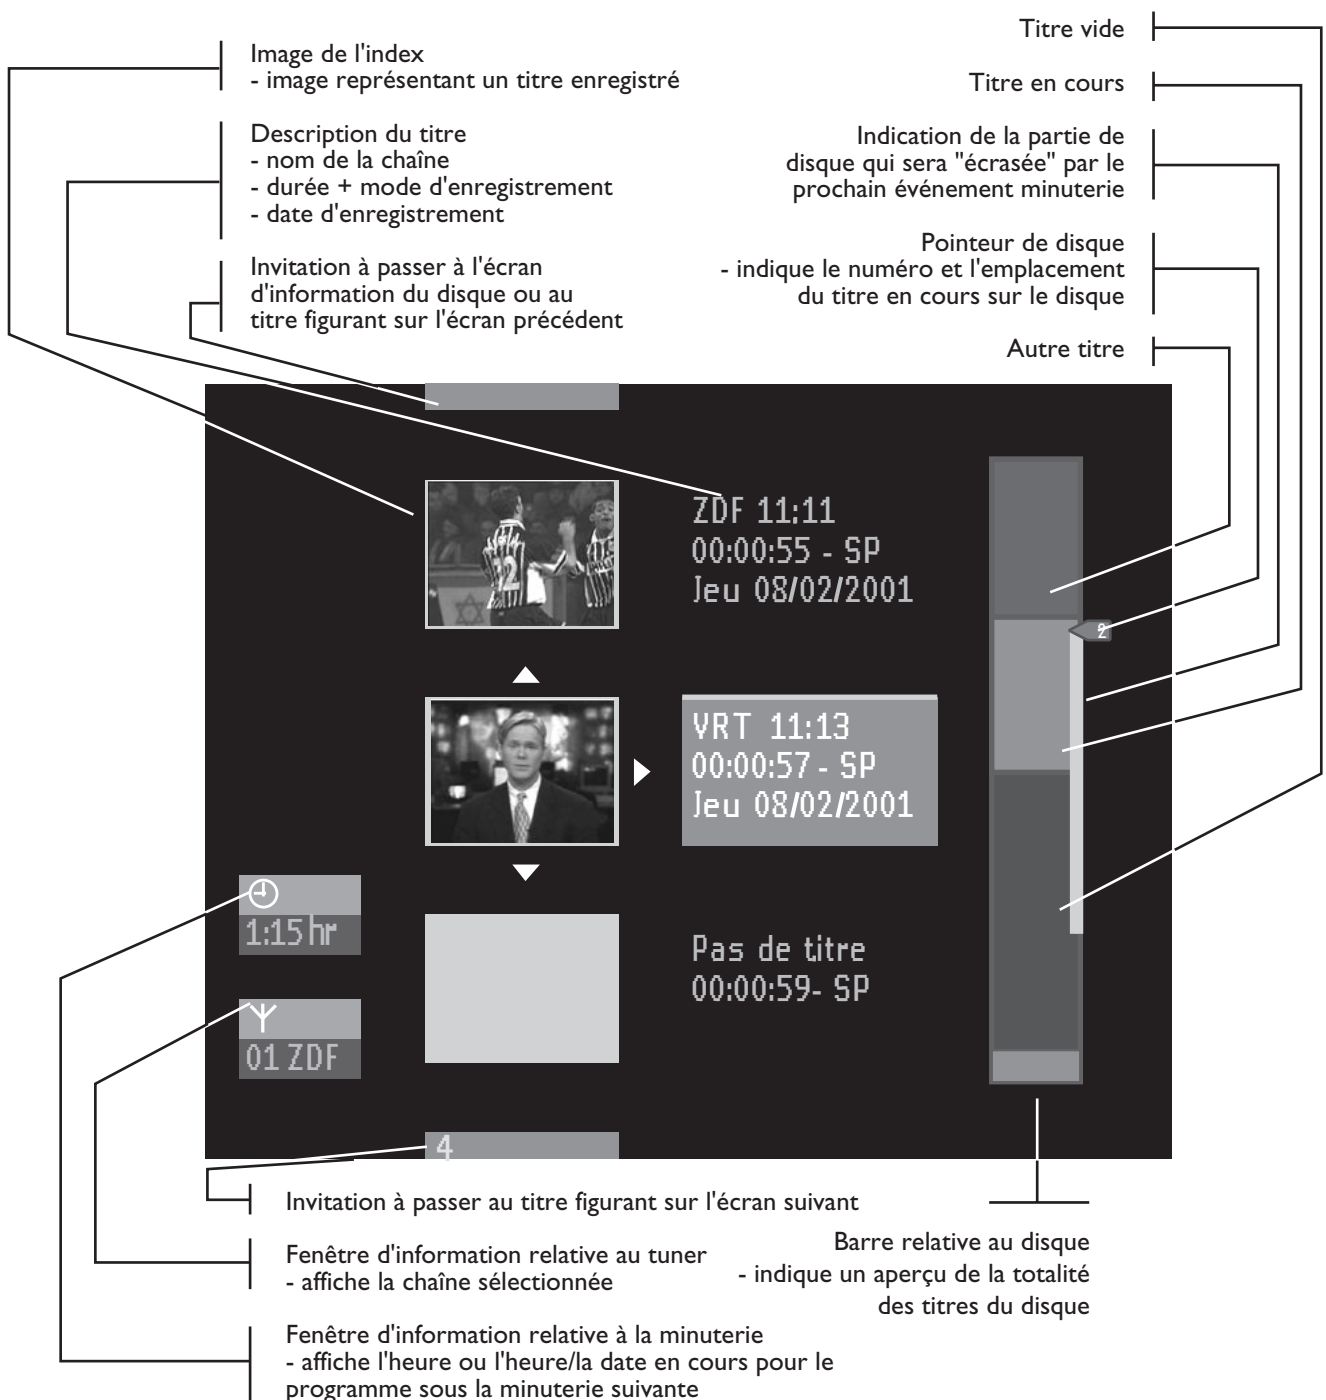 Image de l'index
- image représentant un titre enregistré
Description du titre
- nom de la chaîne
- durée + mode d'enregistrement
- date d'enregistrement
Invitation à passer à l'écran
d'information du disque ou au
titre figurant sur l'écran précédent
Titre vide
Titre en cours
Indication de la partie de
disque qui sera "écrasée" par le
prochain événement minuterie
Pointeur de disque
- indique le numéro et l'emplacement
du titre en cours sur le disque
Autre titre
12
ZDF 11:11
00:00:55 - SP
Jeu 08/02/2001
2
VRT 11:13
00:00:57 - SP
Jeu 08/02/2001
1:15 hr
Pas de titre
00:00:59- SP
01 ZDF
4
Invitation à passer au titre figurant sur l'écran suivant
Fenêtre d'information relative au tuner
- affiche la chaîne sélectionnée
Fenêtre d'information relative à la minuterie
- affiche l'heure ou l'heure/la date en cours pour le
programme sous la minuterie suivante
Barre relative au disque
- indique un aperçu de la totalité
des titres du disque